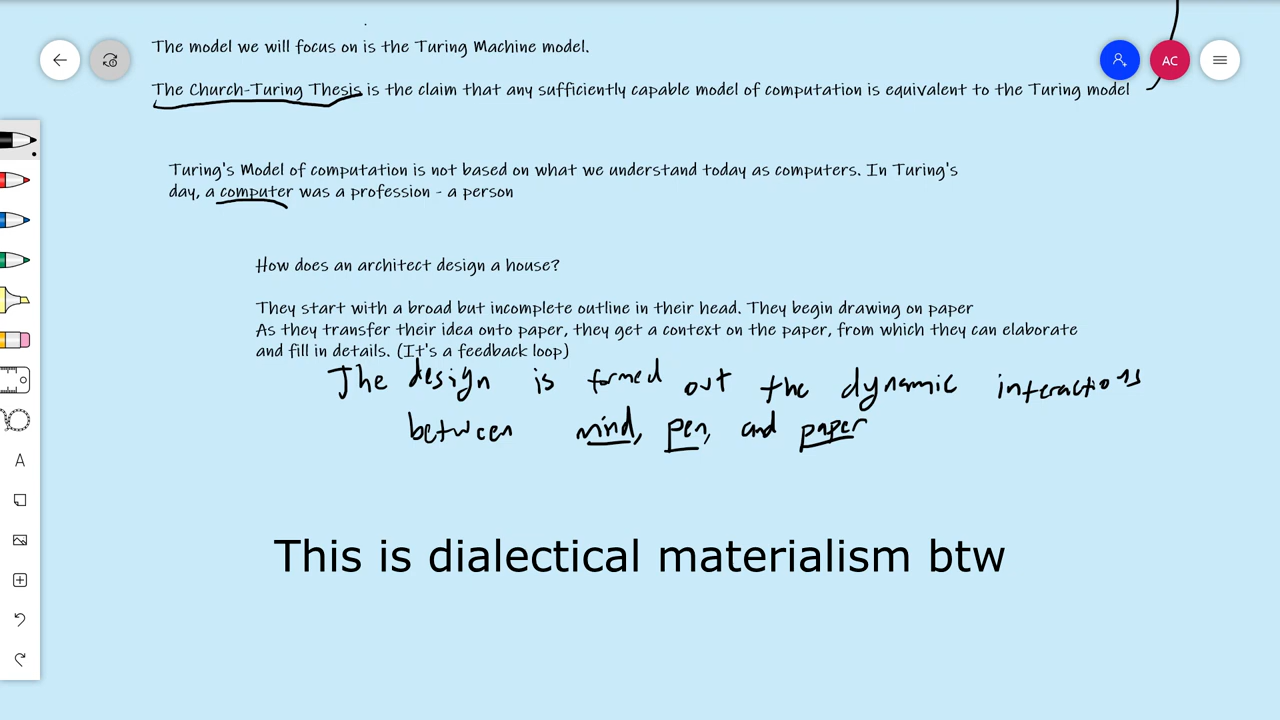 The model we will focus on is the Turing Machine model.
AC
The Church-Turing Thesis is the claim that any sufficiently capable model of computation is equivalent to the Turing model
Turing's Model of computation is not based on what we understand today as computers. In Turing's
day, a computer was a profession - a person
How does an architect design a house?
They start with a broad but incomplete outline in their head. They begin drawing on paper
As they transfer their idea onto paper, they get a context on the paper, from which they can elaborate
and fill in details. (It's a feedback loop)
The design is formed out the dynamic interactions
between mind, pen, and paper
A
This is dialectical materialism btw